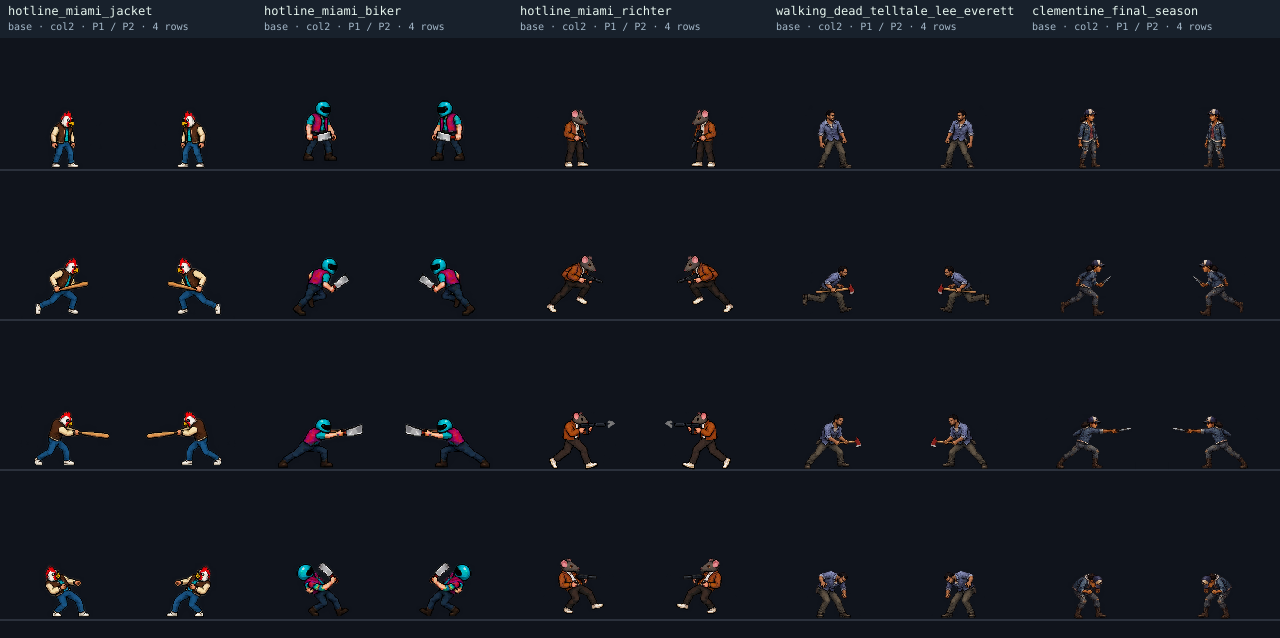 hotline_miami_jacket
base · col2 · P1 / P2 · 4 rows
hotline_miami_biker
base · col2 · P1 / P2 · 4 rows
hotline_miami_richter
base · col2 · P1 / P2 · 4 rows
walking_dead_telltale_lee_everett
base · col2 · P1 / P2 · 4 rows
clementine_final_season
base · col2 · P1 / P2 · 4 rows